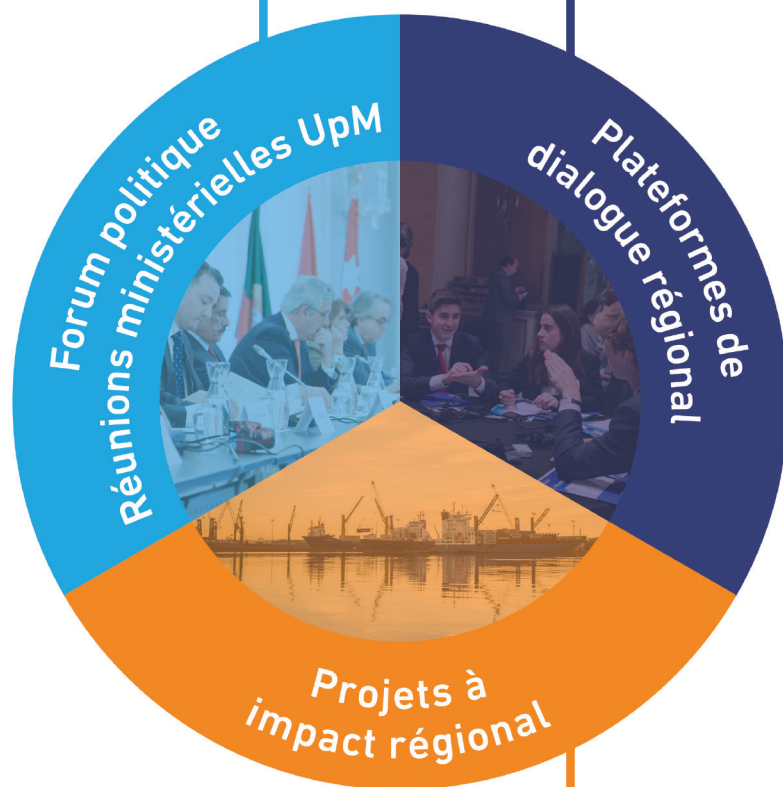 Forum politique
Réunions ministérielles UpM
Plateformes de
dialogue régional
Projets à
impact régional